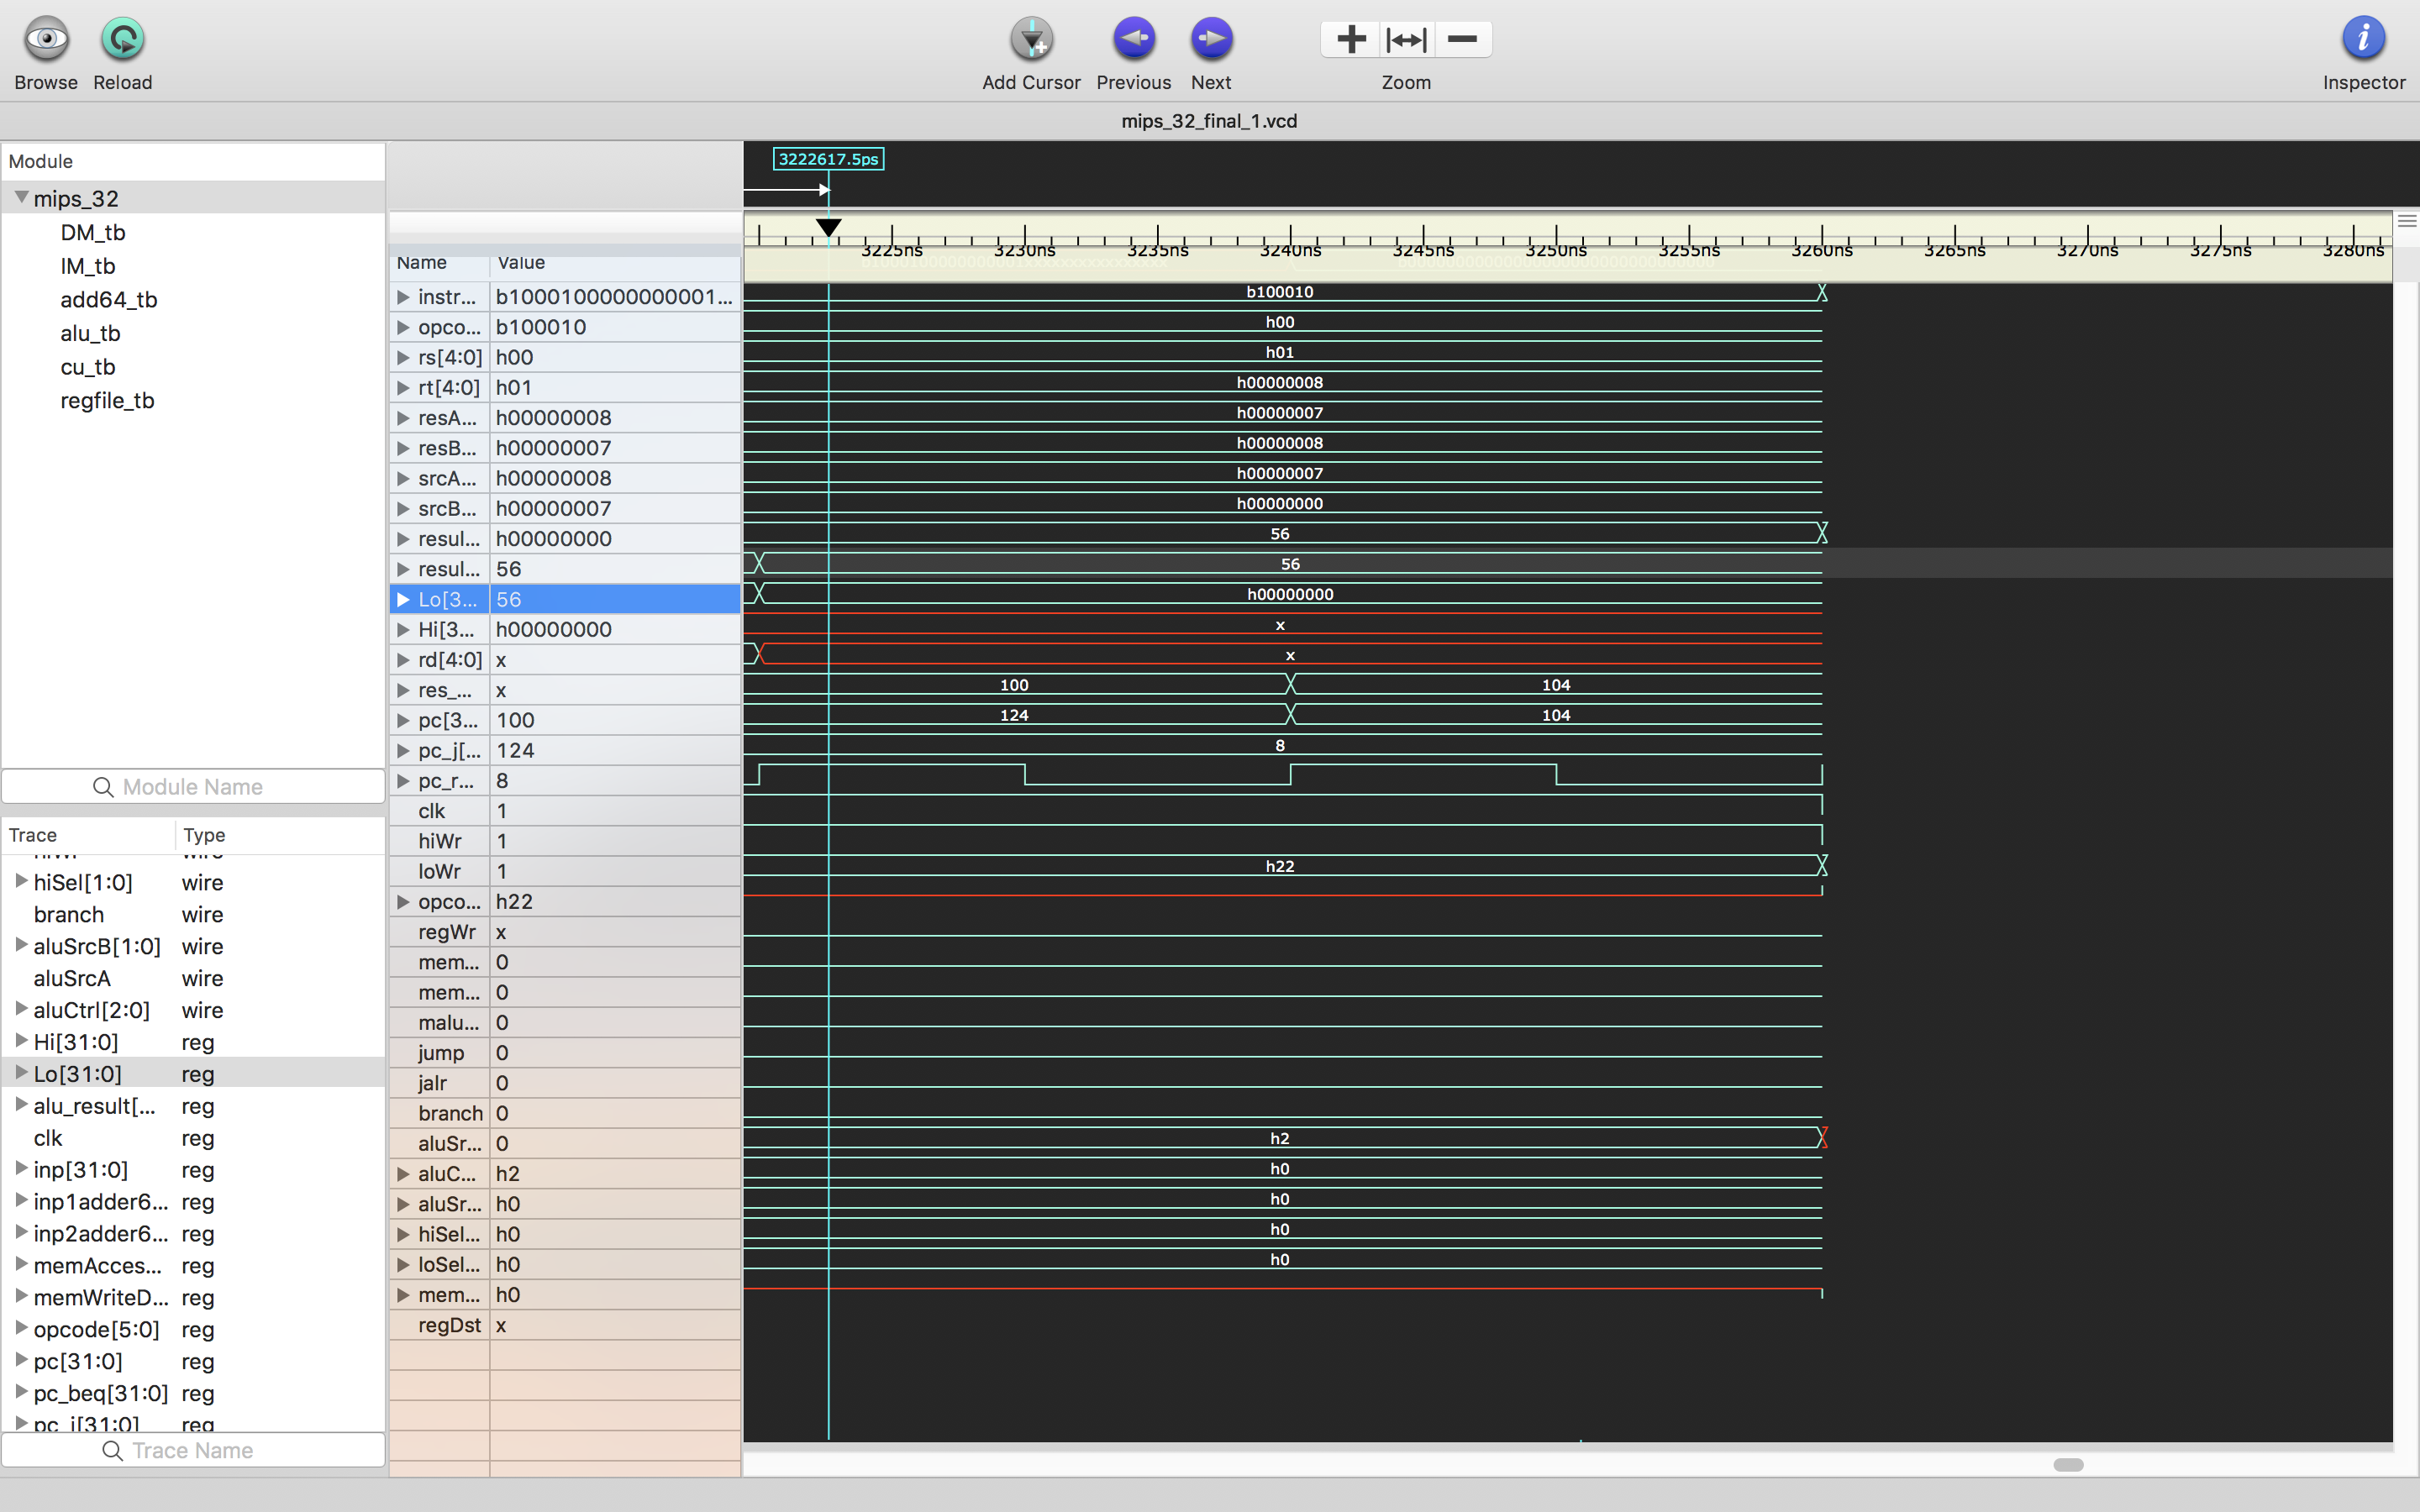 Browse Reload Add Cursor Previous Next Zoom Inspector
mips_32_final_1.vcd
Module
mips_32
DM_tb
IM_tb
add64_tb
alu_tb
cu_tb
regfile_tb
Module Name
Trace Type
hiSel[1:0] wire
branch wire
aluSrcB[1:0] wire
aluSrcA wire
aluCtrl[2:0] wire
Hi[31:0] reg
Lo[31:0] reg
alu_result[... reg
clk reg
inp[31:0] reg
inp1adder6... reg
inp2adder6... reg
memAcces... reg
memWriteD... reg
opcode[5:0] reg
pc[31:0] reg
pc_beq[31:0] reg
pc_j[31:0] reg
Trace Name
Name Value
instr... b1000100000000001...
opco... b100010
rs[4:0] h00
rt[4:0] h01
resA... h00000008
resB... h00000007
srcA... h00000008
srcB... h00000007
resul... h00000000
resul... 56
Lo[3... 56
Hi[3... h00000000
rd[4:0] x
res_... x
pc[3... 100
pc_j[... 124
pc_r... 8
clk 1
hiWr 1
loWr 1
opco... h22
regWr x
mem... 0
mem... 0
malu... 0
jump 0
jalr 0
branch 0
aluSr... 0
aluC... h2
aluSr... h0
hiSel... h0
loSel... h0
mem... h0
regDst x
3222617.5ps
3225ns 3230ns 3235ns 3240ns 3245ns 3250ns 3255ns 3260ns 3265ns 3270ns 3275ns 3280ns
b100010
h00
h01
h00000008
h00000007
h00000008
h00000007
h00000000
56
56
h00000000
x
x
100 104
124 104
8
h22
h2
h0
h0
h0
h0